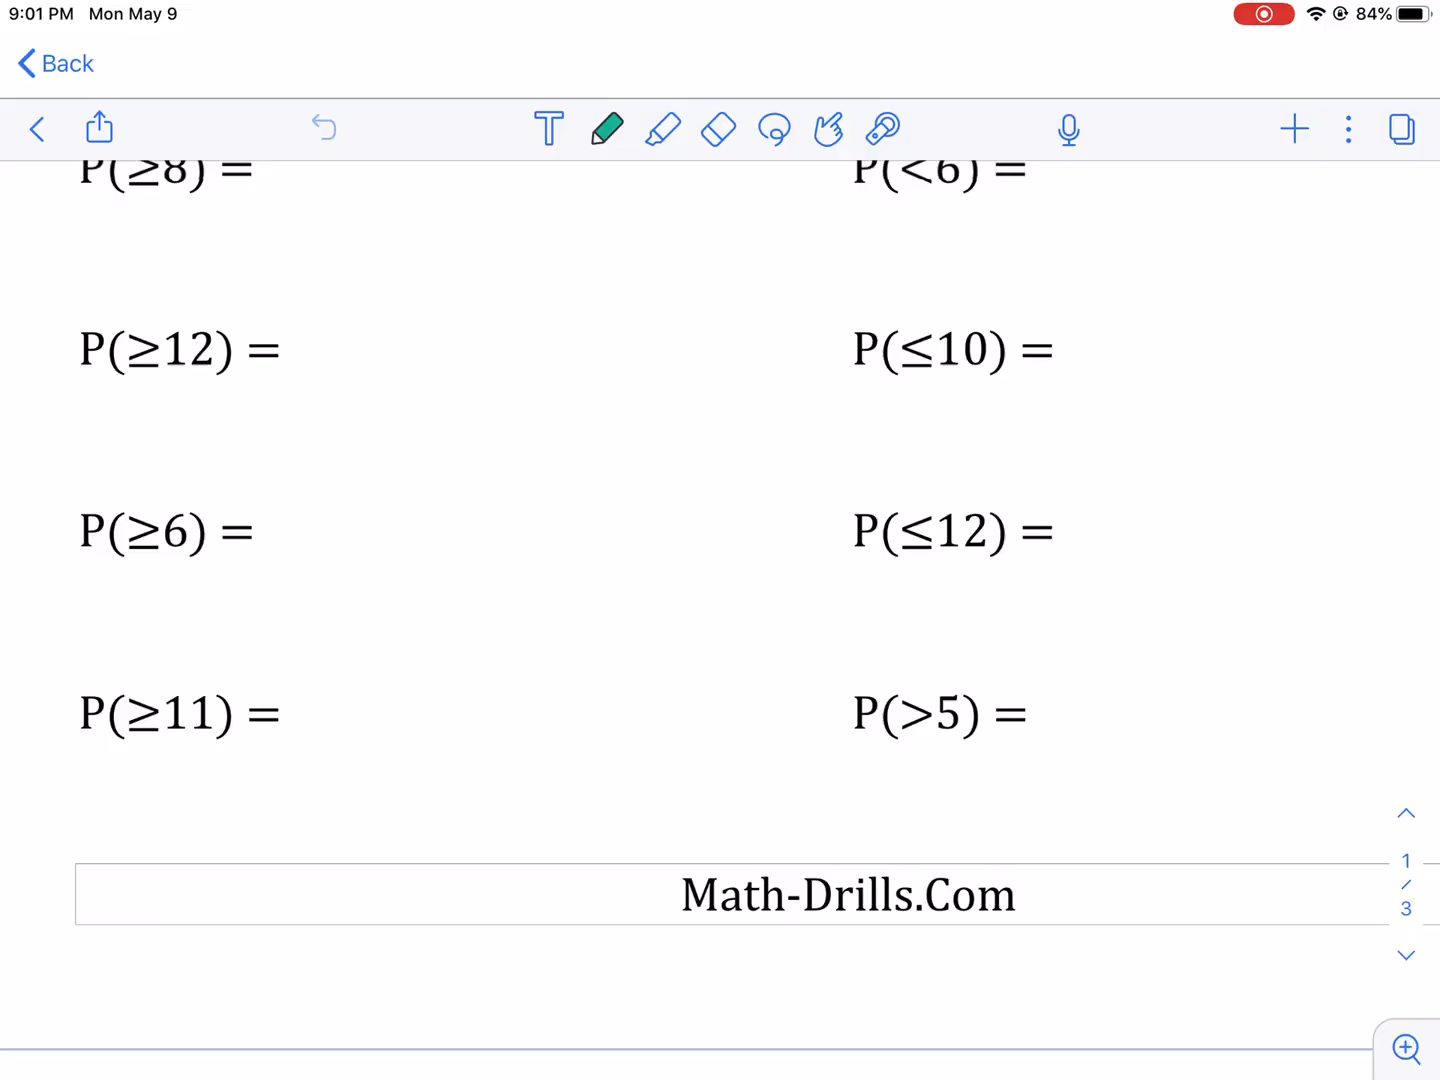 9:01 PM Mon May 9 84%
Back
P(≥8) = P(<6) =
P(≥12) = P(≤10) =
P(≥6) = P(≤12) =
P(≥11) = P(>5) =
1
/
3
Math-Drills.Com